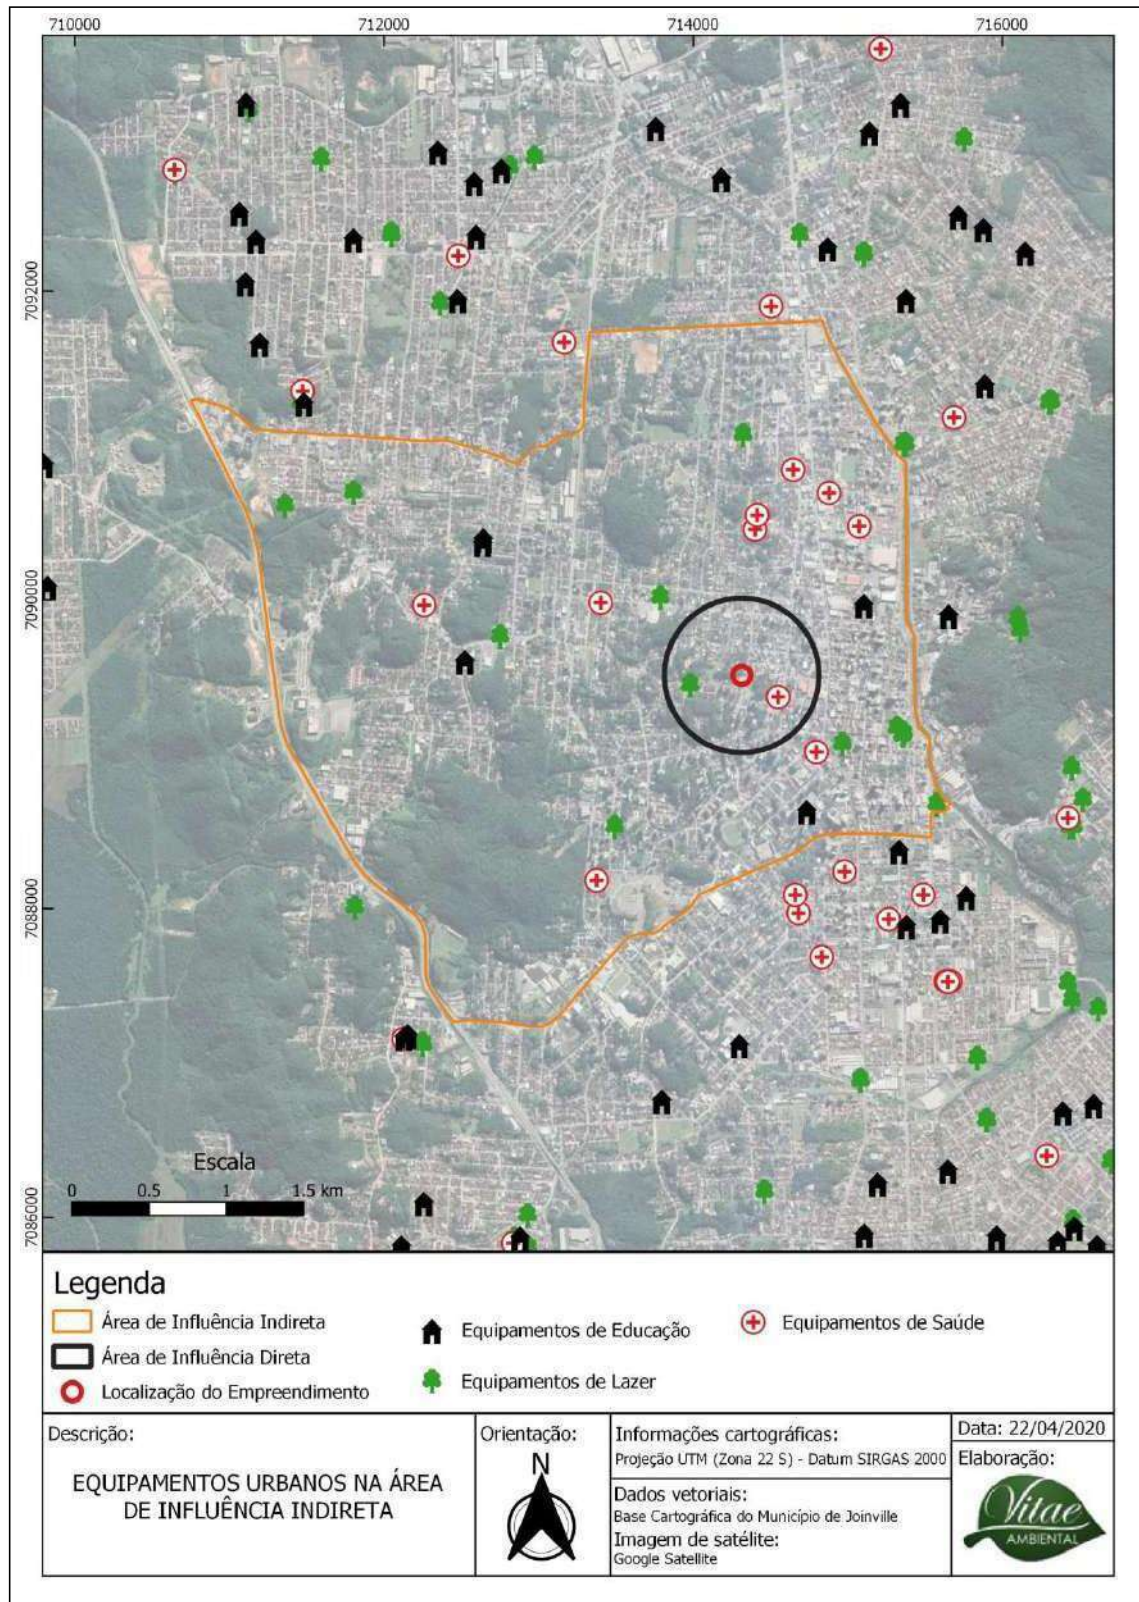 710000
712000
714000
716000
7092000
7090000
7088000
7086000
Escala
0 0.5 1 1.5 km
Legenda
Área de Influência Indireta
Área de Influência Direta
Localização do Empreendimento
Equipamentos de Educação
Equipamentos de Lazer
Equipamentos de Saúde
Descrição:
EQUIPAMENTOS URBANOS NA ÁREA
DE INFLUÊNCIA INDIRETA
Orientação:
N
Informações cartográficas:
Projeção UTM (Zona 22 S) - Datum SIRGAS 2000
Dados vetoriais:
Base Cartográfica do Município de Joinville
Imagem de satélite:
Google Satellite
Data: 22/04/2020
Elaboração:
Vitae
AMBIENTAL